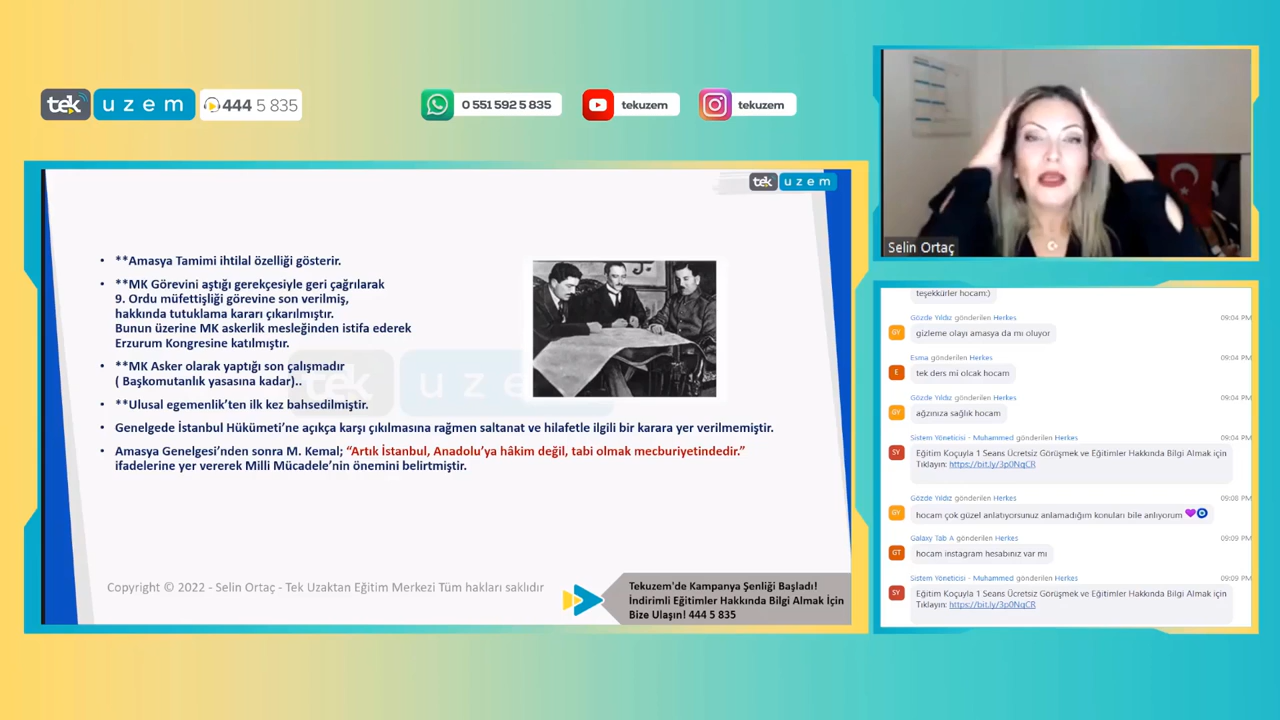 tek uzem 444 5 835
0 551 592 5 835
tekuzem
tekuzem
tek uzem
• **Amasya Tamimi ihtilal özelliği gösterir.
• **MK Görevini aştığı gerekçesiyle geri çağrılarak
9. Ordu müfettişliği görevine son verilmiş,
hakkında tutuklama kararı çıkarılmıştır.
Bunun üzerine MK askerlik mesleğinden istifa ederek
Erzurum Kongresine katılmıştır.
• **MK Asker olarak yaptığı son çalışmadır
( Başkomutanlık yasasına kadar)..
• **Ulusal egemenlik’ten ilk kez bahsedilmiştir.
• Genelgede İstanbul Hükümeti’ne açıkça karşı çıkılmasına rağmen saltanat ve hilafetle ilgili bir karara yer verilmemiştir.
• Amasya Genelgesi’nden sonra M. Kemal; “Artık İstanbul, Anadolu’ya hâkim değil, tabi olmak mecburiyetindedir.”
ifadelerine yer vererek Milli Mücadele’nin önemini belirtmiştir.
tek uze
Copyright © 2022 - Selin Ortaç - Tek Uzaktan Eğitim Merkezi Tüm hakları saklıdır
Tekuzem'de Kampanya Şenliği Başladı!
İndirimli Eğitimler Hakkında Bilgi Almak İçin
Bize Ulaşın! 444 5 835
Selin Ortaç
teşekkürler hocam:)
Gözde Yıldız gönderilen Herkes 09:04 PM
GY gizleme olayı amasya da mı oluyor
Esma gönderilen Herkes 09:04 PM
E tek ders mi olcak hocam
Gözde Yıldız gönderilen Herkes 09:04 PM
GY ağzınıza sağlık hocam
Sistem Yöneticisi - Muhammed gönderilen Herkes 09:04 PM
SY Eğitim Koçuyla 1 Seans Ücretsiz Görüşmek ve Eğitimler Hakkında Bilgi Almak için
Tıklayın: https://bit.ly/3p0NqCR
Gözde Yıldız gönderilen Herkes 09:08 PM
GY hocam çok güzel anlatıyorsunuz anlamadığım konuları bile anlıyorum
Galaxy Tab A gönderilen Herkes 09:09 PM
GT hocam instagram hesabınız var mı
Sistem Yöneticisi - Muhammed gönderilen Herkes 09:09 PM
SY Eğitim Koçuyla 1 Seans Ücretsiz Görüşmek ve Eğitimler Hakkında Bilgi Almak için
Tıklayın: https://bit.ly/3p0NqCR